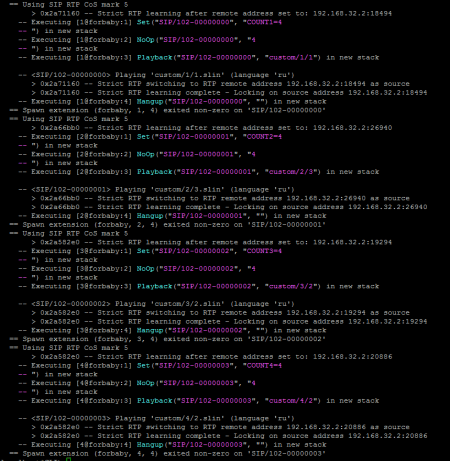 == Using SIP RTP CoS mark 5
> 0x2a71160 -- Strict RTP learning after remote address set to: 192.168.32.2:18494
-- Executing [1@forbaby:1] Set("SIP/102-00000000", "COUNT1=4
-- ") in new stack
-- Executing [1@forbaby:2] NoOp("SIP/102-00000000", "4
-- ") in new stack
-- Executing [1@forbaby:3] Playback("SIP/102-00000000", "custom/1/1") in new stack
-- <SIP/102-00000000> Playing 'custom/1/1.slin' (language 'ru')
> 0x2a71160 -- Strict RTP switching to RTP remote address 192.168.32.2:18494 as source
> 0x2a71160 -- Strict RTP learning complete - Locking on source address 192.168.32.2:18494
-- Executing [1@forbaby:4] Hangup("SIP/102-00000000", "") in new stack
== Spawn extension (forbaby, 1, 4) exited non-zero on 'SIP/102-00000000'
== Using SIP RTP CoS mark 5
> 0x2a66bb0 -- Strict RTP learning after remote address set to: 192.168.32.2:26940
-- Executing [2@forbaby:1] Set("SIP/102-00000001", "COUNT2=4
-- ") in new stack
-- Executing [2@forbaby:2] NoOp("SIP/102-00000001", "4
-- ") in new stack
-- Executing [2@forbaby:3] Playback("SIP/102-00000001", "custom/2/3") in new stack
-- <SIP/102-00000001> Playing 'custom/2/3.slin' (language 'ru')
> 0x2a66bb0 -- Strict RTP switching to RTP remote address 192.168.32.2:26940 as source
> 0x2a66bb0 -- Strict RTP learning complete - Locking on source address 192.168.32.2:26940
-- Executing [2@forbaby:4] Hangup("SIP/102-00000001", "") in new stack
== Spawn extension (forbaby, 2, 4) exited non-zero on 'SIP/102-00000001'
== Using SIP RTP CoS mark 5
> 0x2a582e0 -- Strict RTP learning after remote address set to: 192.168.32.2:19294
-- Executing [3@forbaby:1] Set("SIP/102-00000002", "COUNT3=4
-- ") in new stack
-- Executing [3@forbaby:2] NoOp("SIP/102-00000002", "4
-- ") in new stack
-- Executing [3@forbaby:3] Playback("SIP/102-00000002", "custom/3/2") in new stack
-- <SIP/102-00000002> Playing 'custom/3/2.slin' (language 'ru')
> 0x2a582e0 -- Strict RTP switching to RTP remote address 192.168.32.2:19294 as source
> 0x2a582e0 -- Strict RTP learning complete - Locking on source address 192.168.32.2:19294
-- Executing [3@forbaby:4] Hangup("SIP/102-00000002", "") in new stack
== Spawn extension (forbaby, 3, 4) exited non-zero on 'SIP/102-00000002'
== Using SIP RTP CoS mark 5
> 0x2a582e0 -- Strict RTP learning after remote address set to: 192.168.32.2:20886
-- Executing [4@forbaby:1] Set("SIP/102-00000003", "COUNT4=4
-- ") in new stack
-- Executing [4@forbaby:2] NoOp("SIP/102-00000003", "4
-- ") in new stack
-- Executing [4@forbaby:3] Playback("SIP/102-00000003", "custom/4/2") in new stack
-- <SIP/102-00000003> Playing 'custom/4/2.slin' (language 'ru')
> 0x2a582e0 -- Strict RTP switching to RTP remote address 192.168.32.2:20886 as source
> 0x2a582e0 -- Strict RTP learning complete - Locking on source address 192.168.32.2:20886
-- Executing [4@forbaby:4] Hangup("SIP/102-00000003", "") in new stack
== Spawn extension (forbaby, 4, 4) exited non-zero on 'SIP/102-00000003'